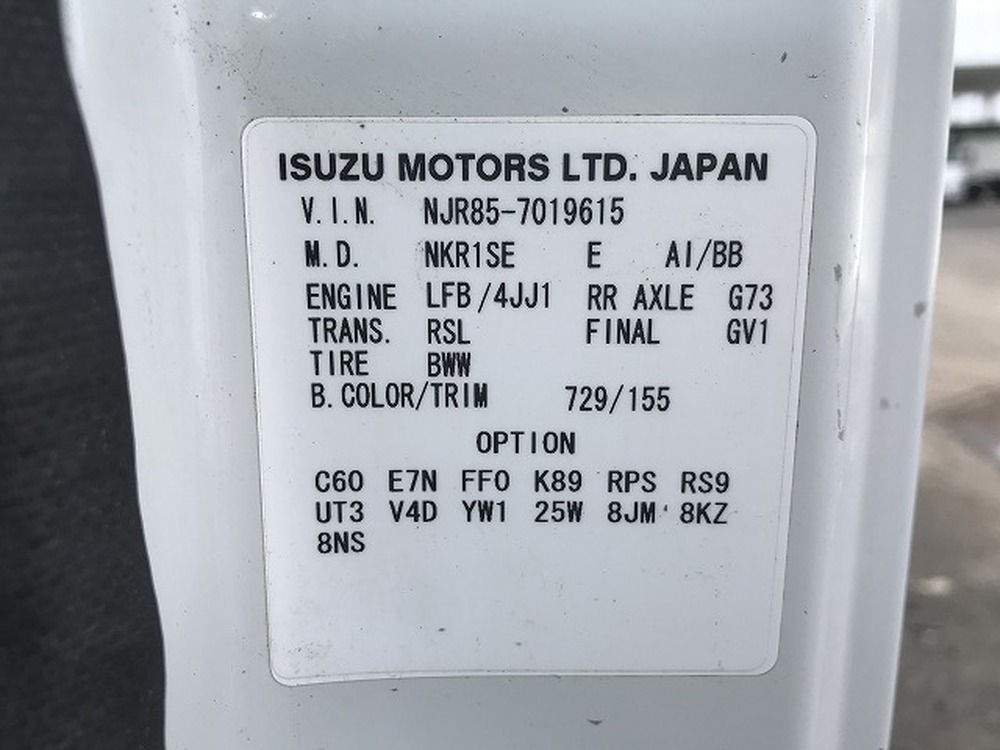 ISUZU MOTORS LTD. JAPAN
V.I.N. NJR85-7019615
M.D. NKR1SE E AI/BB
ENGINE LFB/4JJ1 RR AXLE G73
TRANS. RSL FINAL GV1
TIRE BWW
B.COLOR/TRIM 729/155
OPTION
C60 E7N FF0 K89 RPS RS9
UT3 V4D YW1 25W 8JM 8KZ
8NS